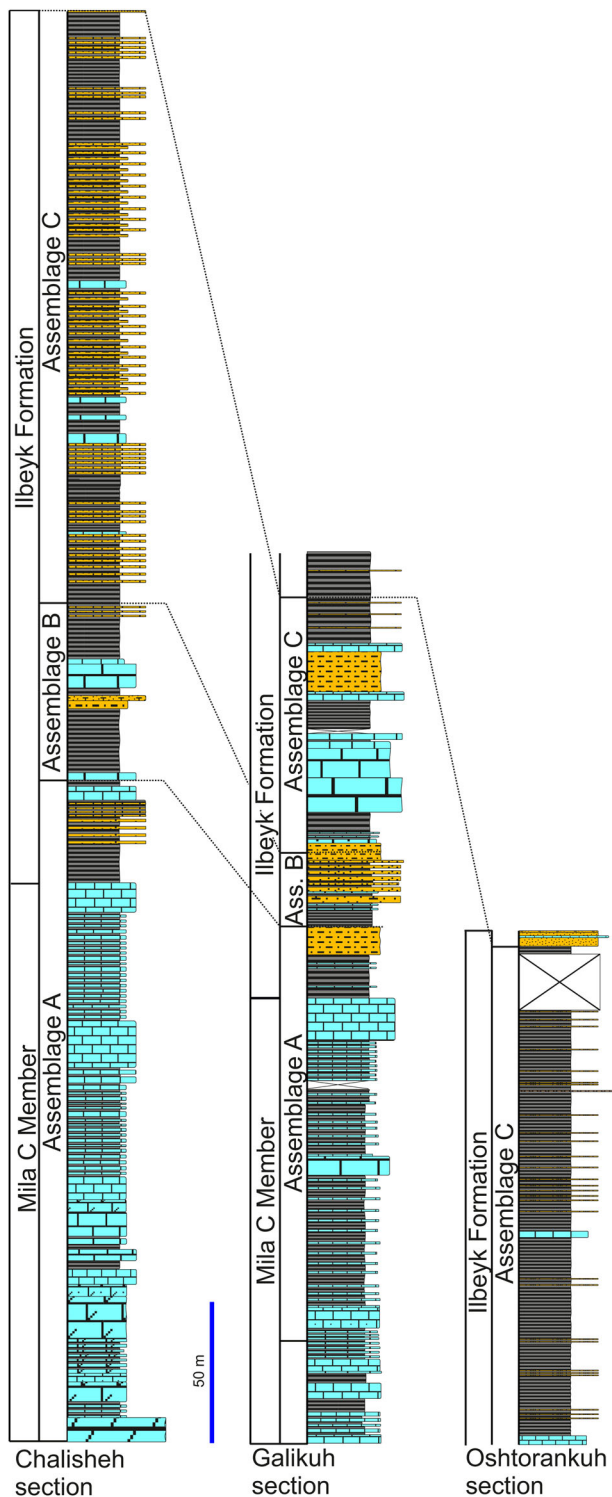 Ilbeyk Formation
Assemblage C
Assemblage B
Mila C Member
Assemblage A
Chalisheh
section
50 m
Ilbeyk Formation
Assemblage C
Ass. B
Mila C Member
Assemblage A
Galikuh
section
Ilbeyk Formation
Assemblage C
Oshtorankuh
section